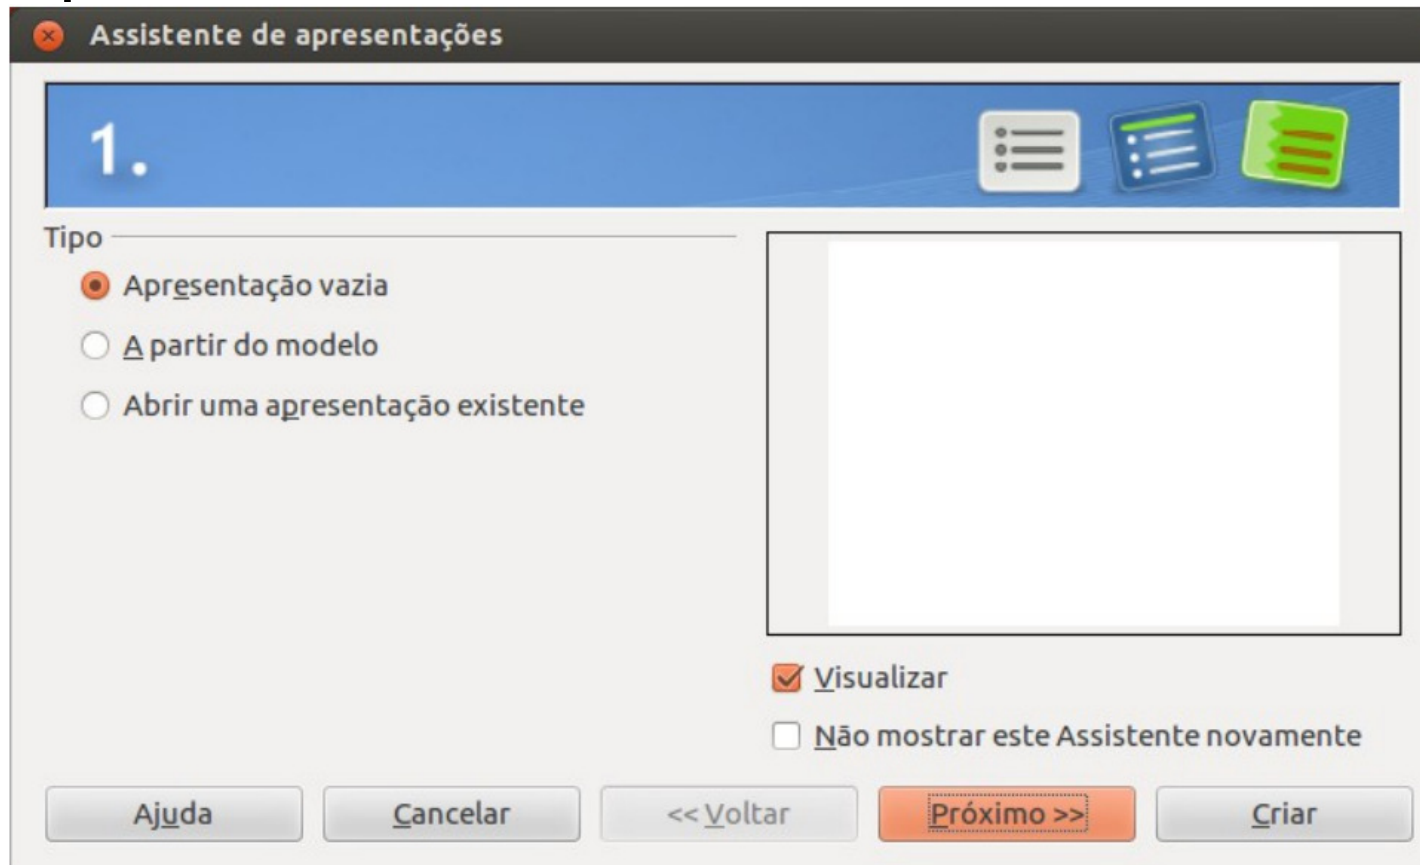 Assistente de apresentações
1.
Tipo
Apresentação vazia
A partir do modelo
Abrir uma apresentação existente
Visualizar
Não mostrar este Assistente novamente
Ajuda
Cancelar
<< Voltar
Próximo >>
Criar